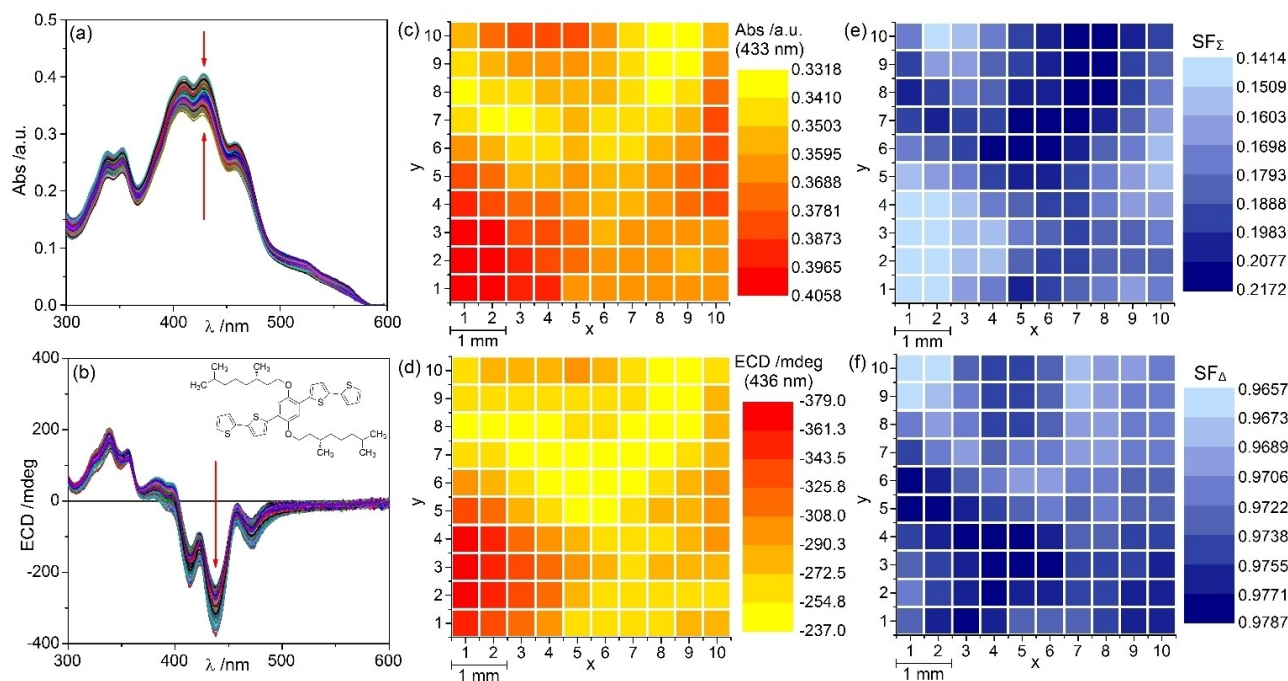 (a)
Abs /a.u.
0.5
0.4
0.3
0.2
0.1
0.0
300 400 500 600
λ /nm
(b)
ECD /mdeg
400
200
0
-200
-400
300 400 500 600
λ /nm
CH₃ CH₃
H₃C O
S S
S S
O CH₃
CH₃ CH₃
(c)
y
10
9
8
7
6
5
4
3
2
1
1 2 3 4 5 6 7 8 9 10
x
1 mm
Abs /a.u.
(433 nm)
0.3318
0.3410
0.3503
0.3595
0.3688
0.3781
0.3873
0.3965
0.4058
(d)
y
10
9
8
7
6
5
4
3
2
1
1 2 3 4 5 6 7 8 9 10
x
1 mm
ECD /mdeg
(436 nm)
-379.0
-361.3
-343.5
-325.8
-308.0
-290.3
-272.5
-254.8
-237.0
(e)
y
10
9
8
7
6
5
4
3
2
1
1 2 3 4 5 6 7 8 9 10
x
1 mm
SF_Σ
0.1414
0.1509
0.1603
0.1698
0.1793
0.1888
0.1983
0.2077
0.2172
(f)
y
10
9
8
7
6
5
4
3
2
1
1 2 3 4 5 6 7 8 9 10
x
1 mm
SF_Δ
0.9657
0.9673
0.9689
0.9706
0.9722
0.9738
0.9755
0.9771
0.9787